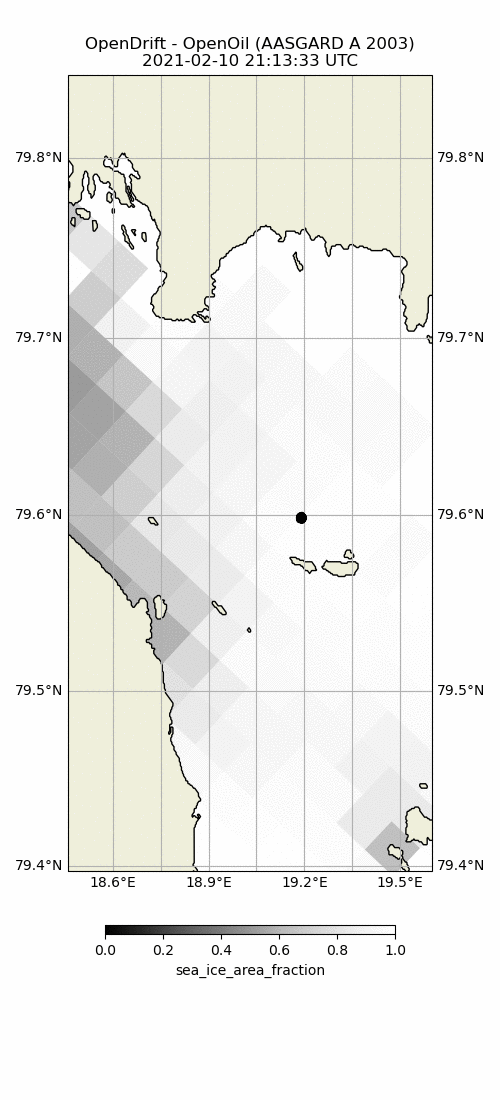 OpenDrift - OpenOil (AASGARD A 2003)
2021-02-10 21:13:33 UTC
79.8°N 79.8°N
79.7°N 79.7°N
79.6°N 79.6°N
79.5°N 79.5°N
79.4°N 79.4°N
18.6°E 18.9°E 19.2°E 19.5°E
0.0 0.2 0.4 0.6 0.8 1.0
sea_ice_area_fraction